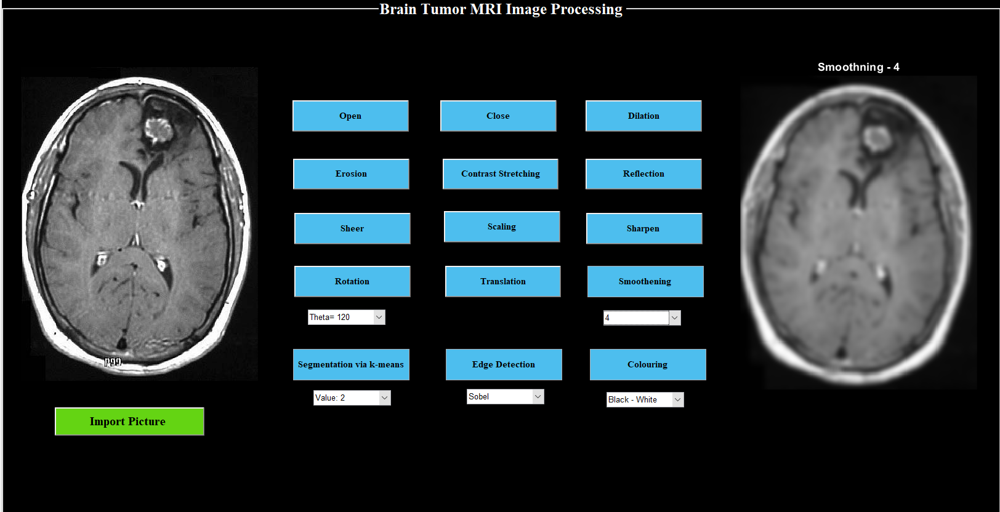 Brain Tumor MRI Image Processing
Smoothning - 4
Open
Close
Dilation
Erosion
Contrast Stretching
Reflection
Sheer
Scaling
Sharpen
Rotation
Translation
Smoothening
Theta= 120
4
Segmentation via k-means
Edge Detection
Colouring
Value: 2
Sobel
Black - White
P99
Import Picture